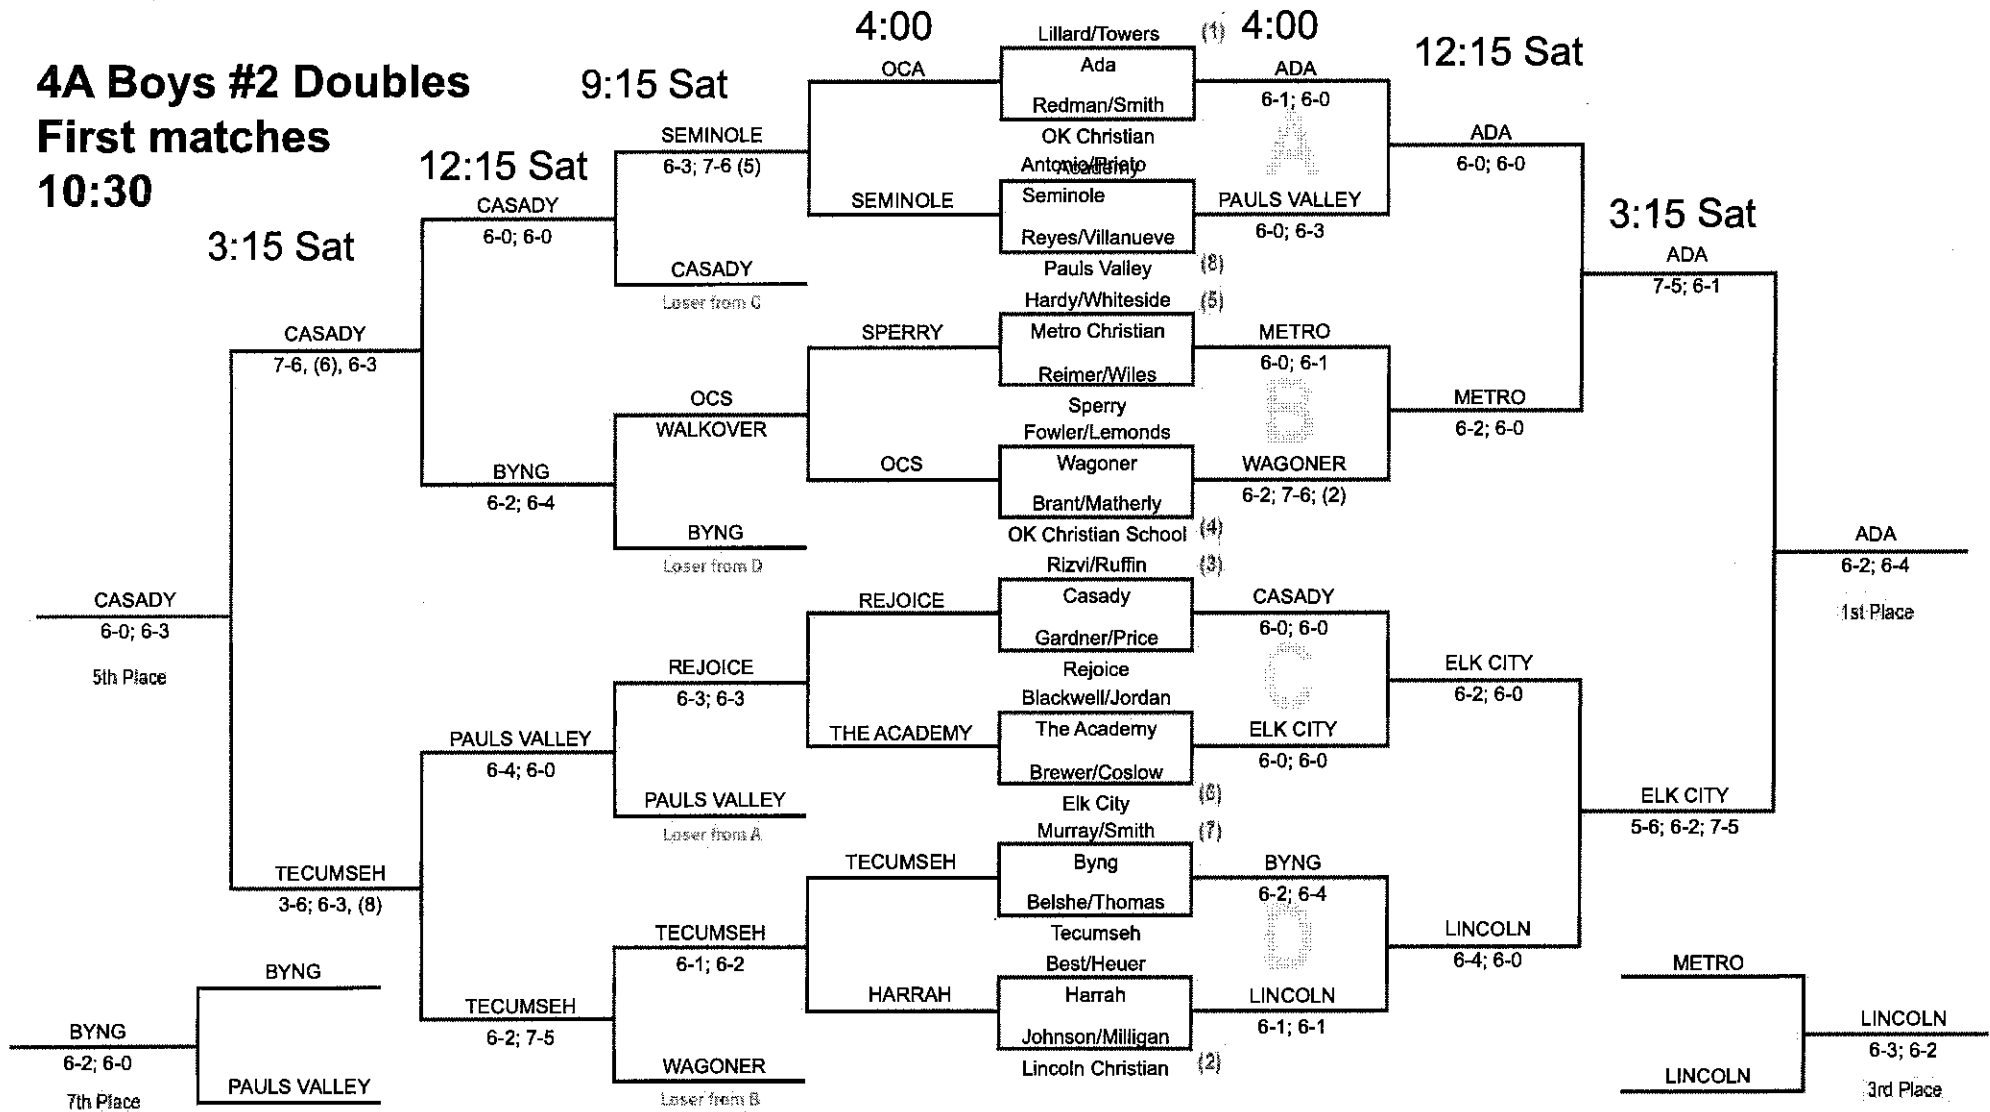 4A Boys #2 Doubles
First matches
10:30
3:15 Sat
12:15 Sat
9:15 Sat
4:00
4:00
12:15 Sat
3:15 Sat
CASADY
6-0; 6-3
5th Place
BYNG
6-2; 6-0
7th Place
BYNG
PAULS VALLEY
CASADY
7-6, (6), 6-3
TECUMSEH
3-6; 6-3, (8)
CASADY
6-0; 6-0
BYNG
6-2; 6-4
PAULS VALLEY
6-4; 6-0
TECUMSEH
6-2; 7-5
SEMINOLE
6-3; 7-6 (5)
CASADY
Loser from C
OCS
WALKOVER
BYNG
Loser from D
REJOICE
6-3; 6-3
PAULS VALLEY
Loser from A
TECUMSEH
6-1; 6-2
WAGONER
Loser from B
OCA
SEMINOLE
SPERRY
OCS
REJOICE
THE ACADEMY
TECUMSEH
HARRAH
Lillard/Towers (1)
Ada
Redman/Smith
OK Christian
Academy
Antonio/Prieto
Seminole
Reyes/Villanueve
Pauls Valley (8)
Hardy/Whiteside (5)
Metro Christian
Reimer/Wiles
Sperry
Fowler/Lemonds
Wagoner
Brant/Matherly
OK Christian School (4)
Rizvi/Ruffin (3)
Casady
Gardner/Price
Rejoice
Blackwell/Jordan
The Academy
Brewer/Coslow
Elk City (6)
Murray/Smith (7)
Byng
Belshe/Thomas
Tecumseh
Best/Heuer
Harrah
Johnson/Milligan
Lincoln Christian (2)
ADA
6-1; 6-0
A
PAULS VALLEY
6-0; 6-3
METRO
6-0; 6-1
B
WAGONER
6-2; 7-6; (2)
CASADY
6-0; 6-0
C
ELK CITY
6-0; 6-0
BYNG
6-2; 6-4
D
LINCOLN
6-1; 6-1
ADA
6-0; 6-0
METRO
6-2; 6-0
ELK CITY
6-2; 6-0
LINCOLN
6-4; 6-0
ADA
7-5; 6-1
ELK CITY
5-6; 6-2; 7-5
ADA
6-2; 6-4
1st Place
METRO
LINCOLN
LINCOLN
6-3; 6-2
3rd Place